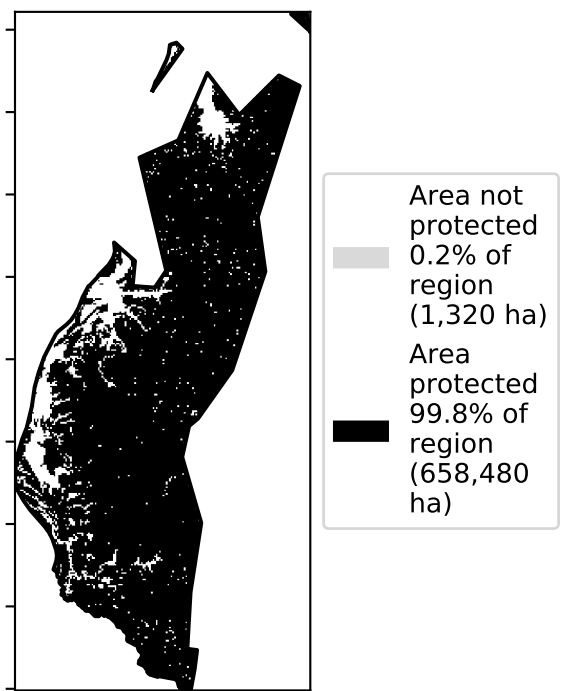 Area not
protected
0.2% of
region
(1,320 ha)
Area
protected
99.8% of
region
(658,480
ha)